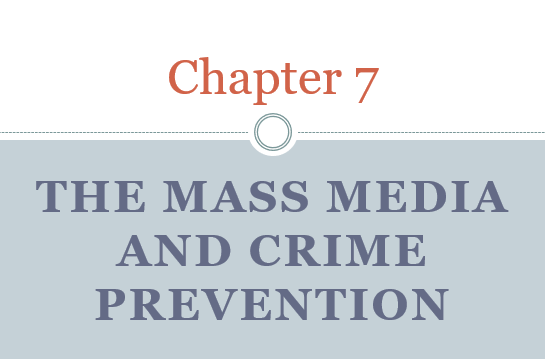 Chapter 7
THE MASS MEDIA
AND CRIME
PREVENTION